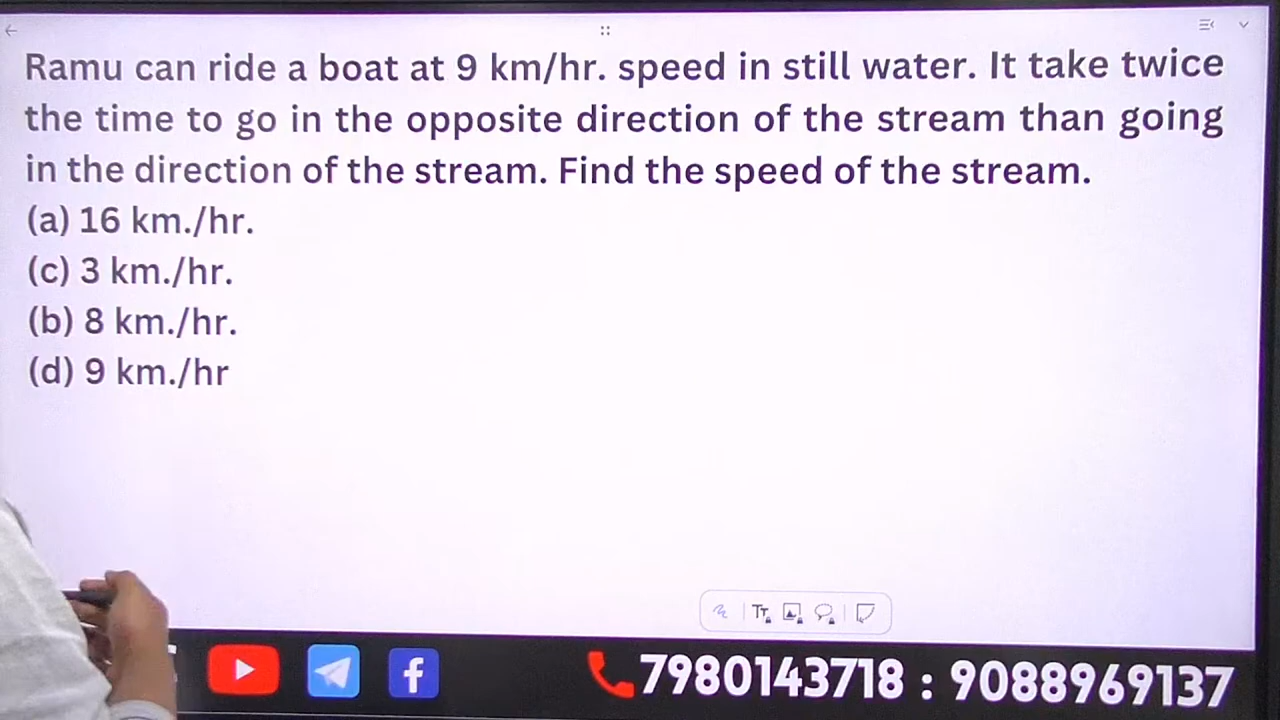 Ramu can ride a boat at 9 km/hr. speed in still water. It take twice
the time to go in the opposite direction of the stream than going
in the direction of the stream. Find the speed of the stream.
(a) 16 km./hr.
(c) 3 km./hr.
(b) 8 km./hr.
(d) 9 km./hr
7980143718 : 9088969137